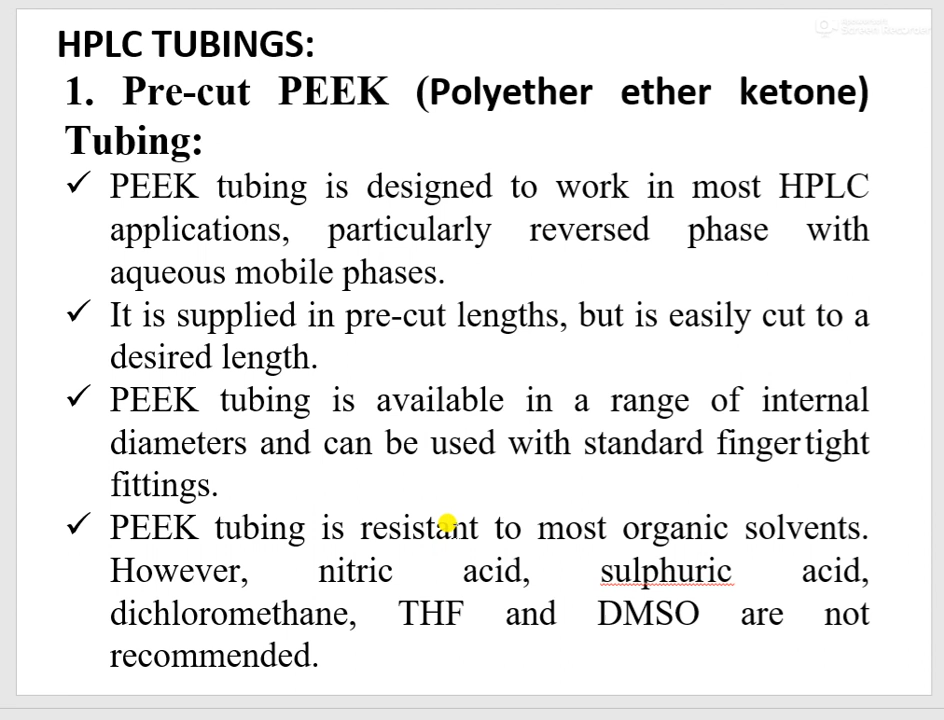 HPLC TUBINGS:
1. Pre-cut PEEK (Polyether ether ketone)
Tubing:
✓ PEEK tubing is designed to work in most HPLC
applications, particularly reversed phase with
aqueous mobile phases.
✓ It is supplied in pre-cut lengths, but is easily cut to a
desired length.
✓ PEEK tubing is available in a range of internal
diameters and can be used with standard finger tight
fittings.
✓ PEEK tubing is resistant to most organic solvents.
However, nitric acid, sulphuric acid,
dichloromethane, THF and DMSO are not
recommended.
Screen Recorder